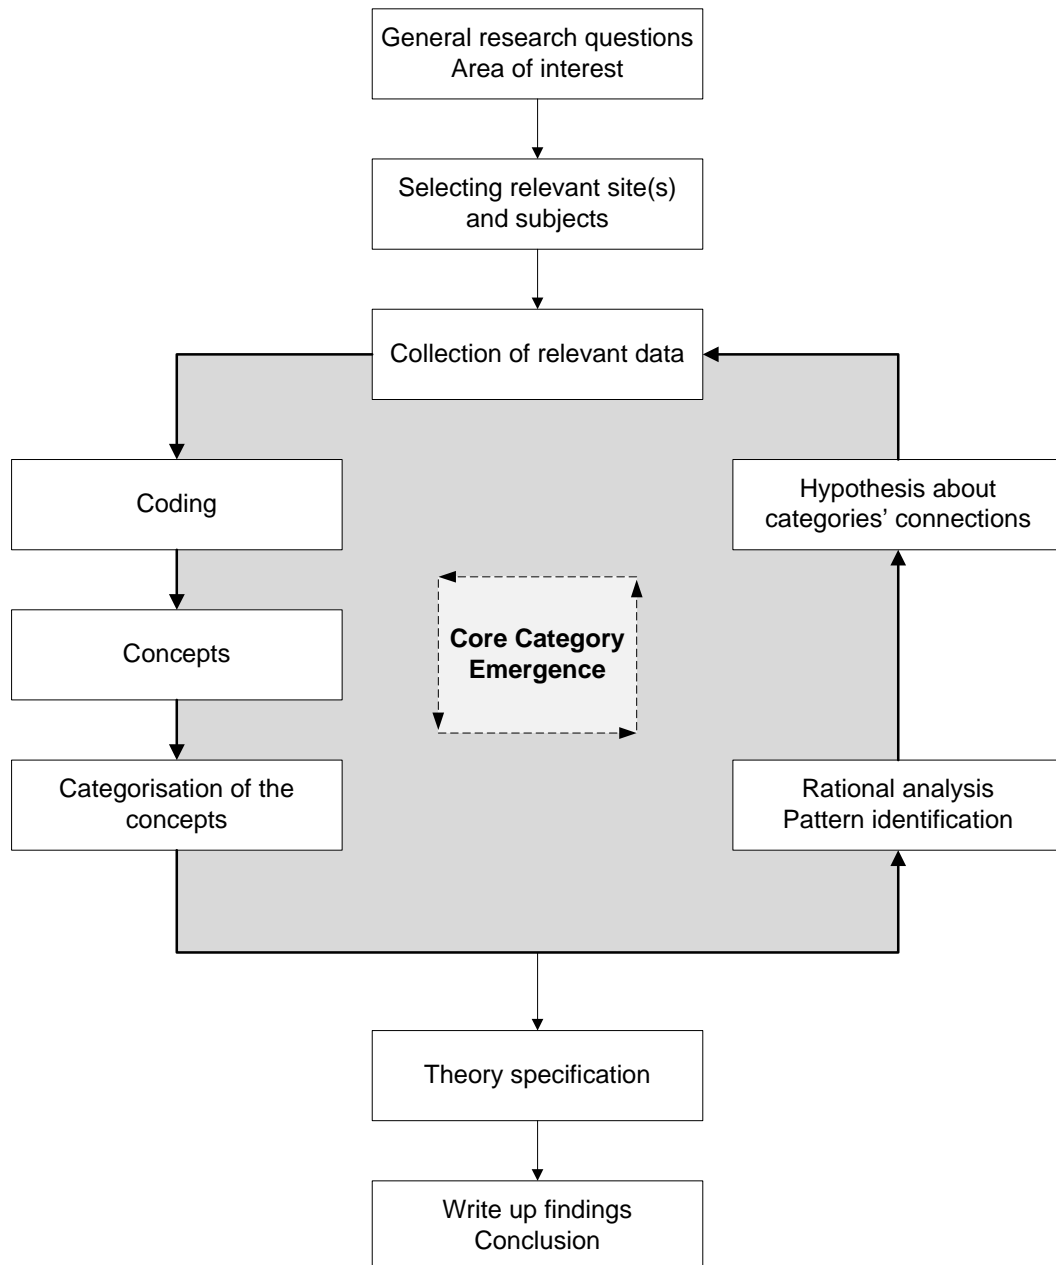 General research questions
Area of interest
Selecting relevant site(s)
and subjects
Collection of relevant data
Coding
Hypothesis about
categories’ connections
Concepts
Core Category
Emergence
Categorisation of the
concepts
Rational analysis
Pattern identification
Theory specification
Write up findings
Conclusion